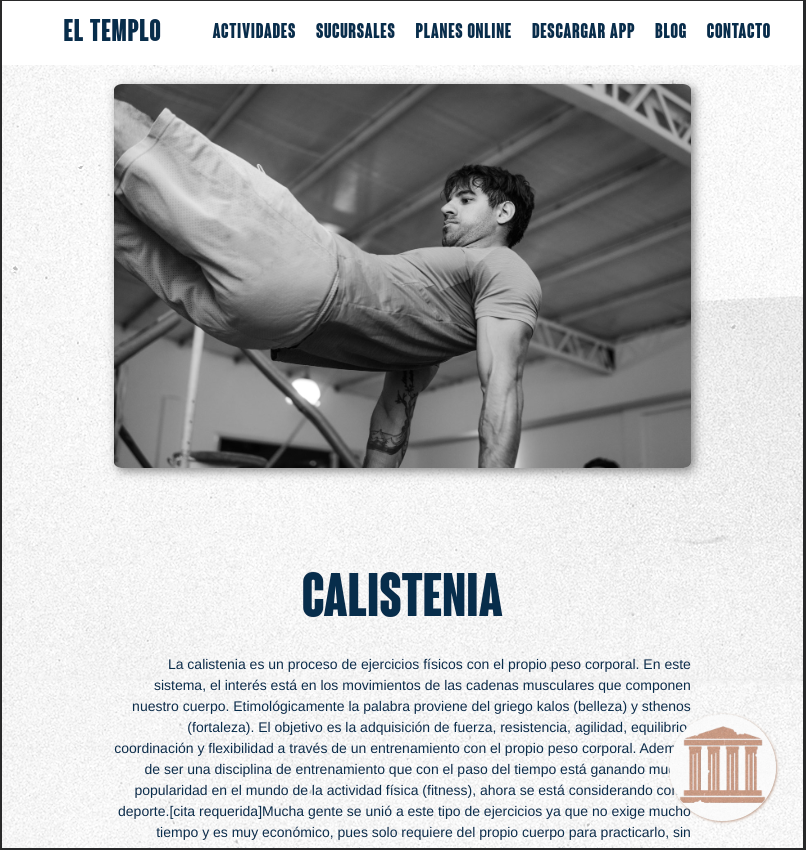 EL TEMPLO
ACTIVIDADES SUCURSALES PLANES ONLINE DESCARGAR APP BLOG CONTACTO
CALISTENIA
La calistenia es un proceso de ejercicios físicos con el propio peso corporal. En este
sistema, el interés está en los movimientos de las cadenas musculares que componen
nuestro cuerpo. Etimológicamente la palabra proviene del griego kalos (belleza) y sthenos
(fortaleza). El objetivo es la adquisición de fuerza, resistencia, agilidad, equilibrio
coordinación y flexibilidad a través de un entrenamiento con el propio peso corporal.
de ser una disciplina de entrenamiento que con el paso del tiempo está ganando
popularidad en el mundo de la actividad física (fitness), ahora se está considerando
deporte.[cita requerida]Mucha gente se unió a este tipo de ejercicios ya que no exige mucho
tiempo y es muy económico, pues solo requiere del propio cuerpo para practicarlo, sin